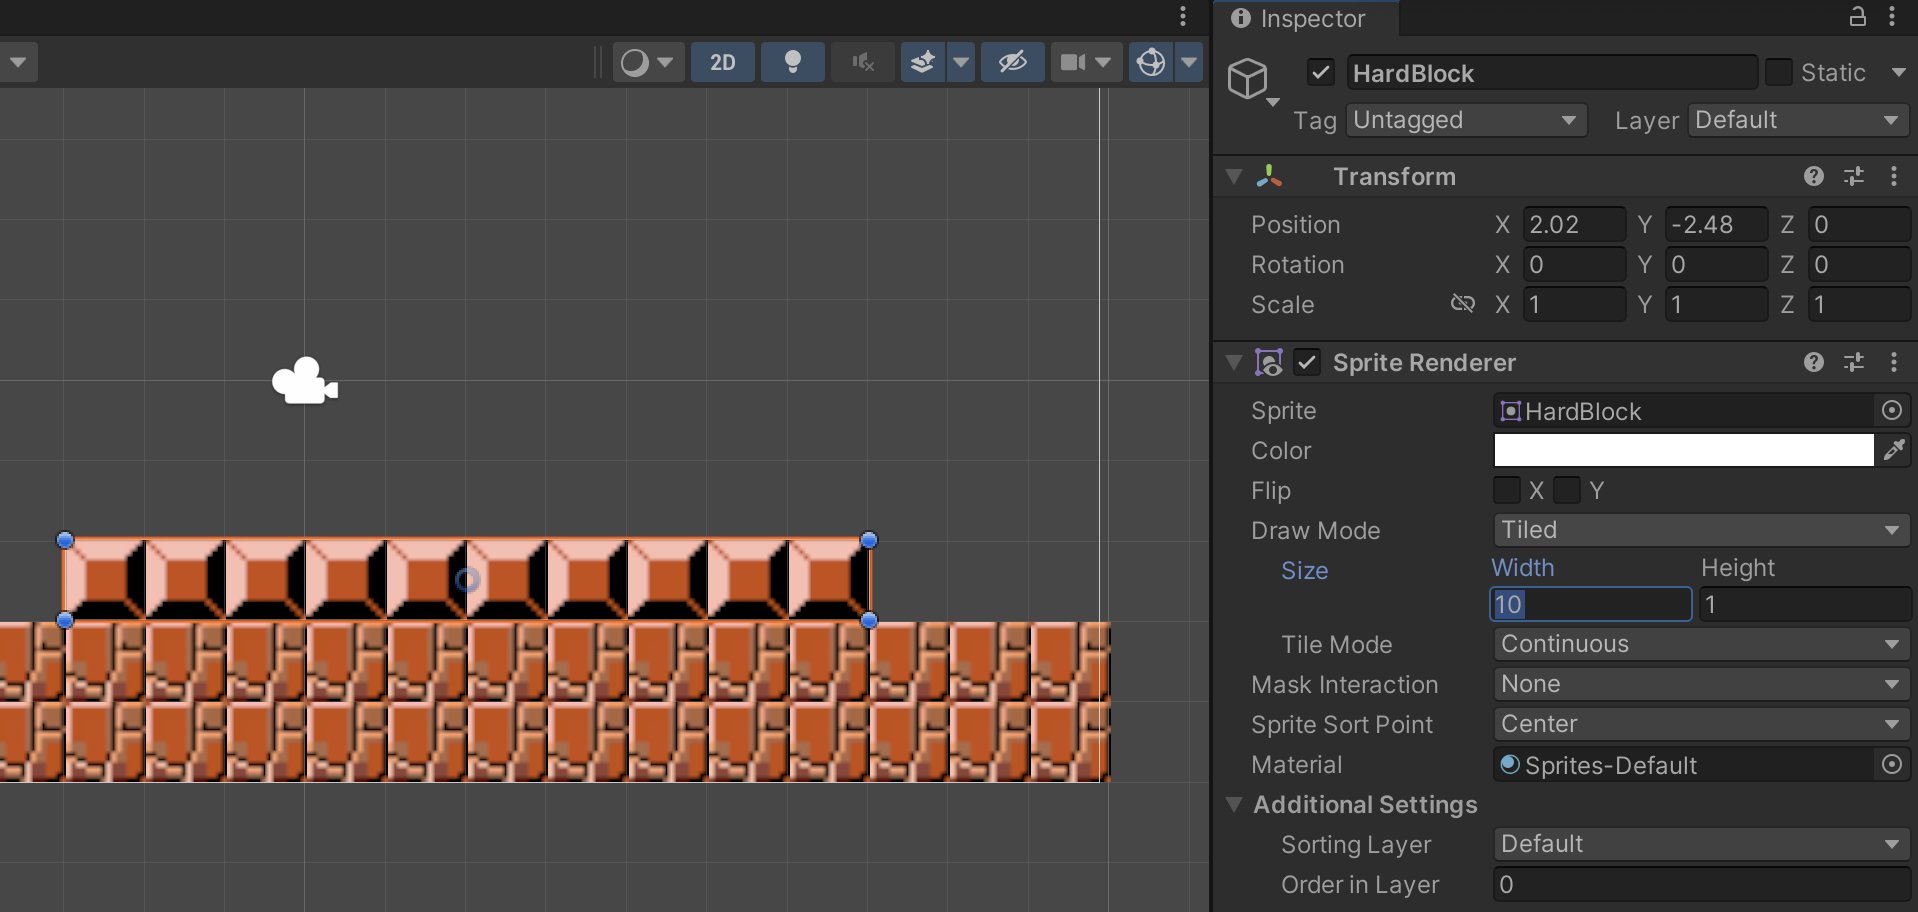 Inspector
2D
HardBlock
Static
Tag Untagged Layer Default
Transform
Position X 2.02 Y -2.48 Z 0
Rotation X 0 Y 0 Z 0
Scale X 1 Y 1 Z 1
Sprite Renderer
Sprite HardBlock
Color
Flip X Y
Draw Mode Tiled
Size Width Height
10 1
Tile Mode Continuous
Mask Interaction None
Sprite Sort Point Center
Material Sprites-Default
Additional Settings
Sorting Layer Default
Order in Layer 0